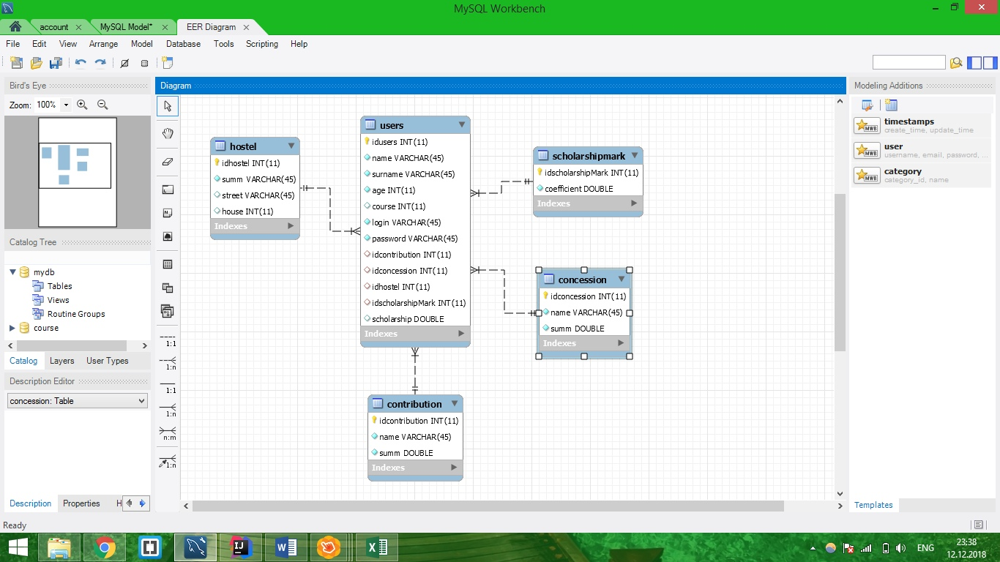 MySQL Workbench
account
MySQL Model*
EER Diagram
File Edit View Arrange Model Database Tools Scripting Help
Bird's Eye
Zoom: 100%
Catalog Tree
mydb
Tables
Views
Routine Groups
course
Catalog Layers User Types
Description Editor
concession: Table
Description Properties H
Ready
Diagram
1:1
1:n
1:1
1:n
n:m
1:n
hostel
idhostel INT(11)
summ VARCHAR(45)
street VARCHAR(45)
house INT(11)
Indexes
users
idusers INT(11)
name VARCHAR(45)
surname VARCHAR(45)
age INT(11)
course INT(11)
login VARCHAR(45)
password VARCHAR(45)
idcontribution INT(11)
idconcession INT(11)
idhostel INT(11)
idscholarshipMark INT(11)
scholarship DOUBLE
Indexes
scholarshipmark
idscholarshipMark INT(11)
coefficient DOUBLE
Indexes
concession
idconcession INT(11)
name VARCHAR(45)
summ DOUBLE
Indexes
contribution
idcontribution INT(11)
name VARCHAR(45)
summ DOUBLE
Indexes
Modeling Additions
MWB
timestamps
create_time, update_time
MWB
user
username, email, password, ...
MWB
category
category_id, name
Templates
IJ
W
X
ENG
23:38
12.12.2018